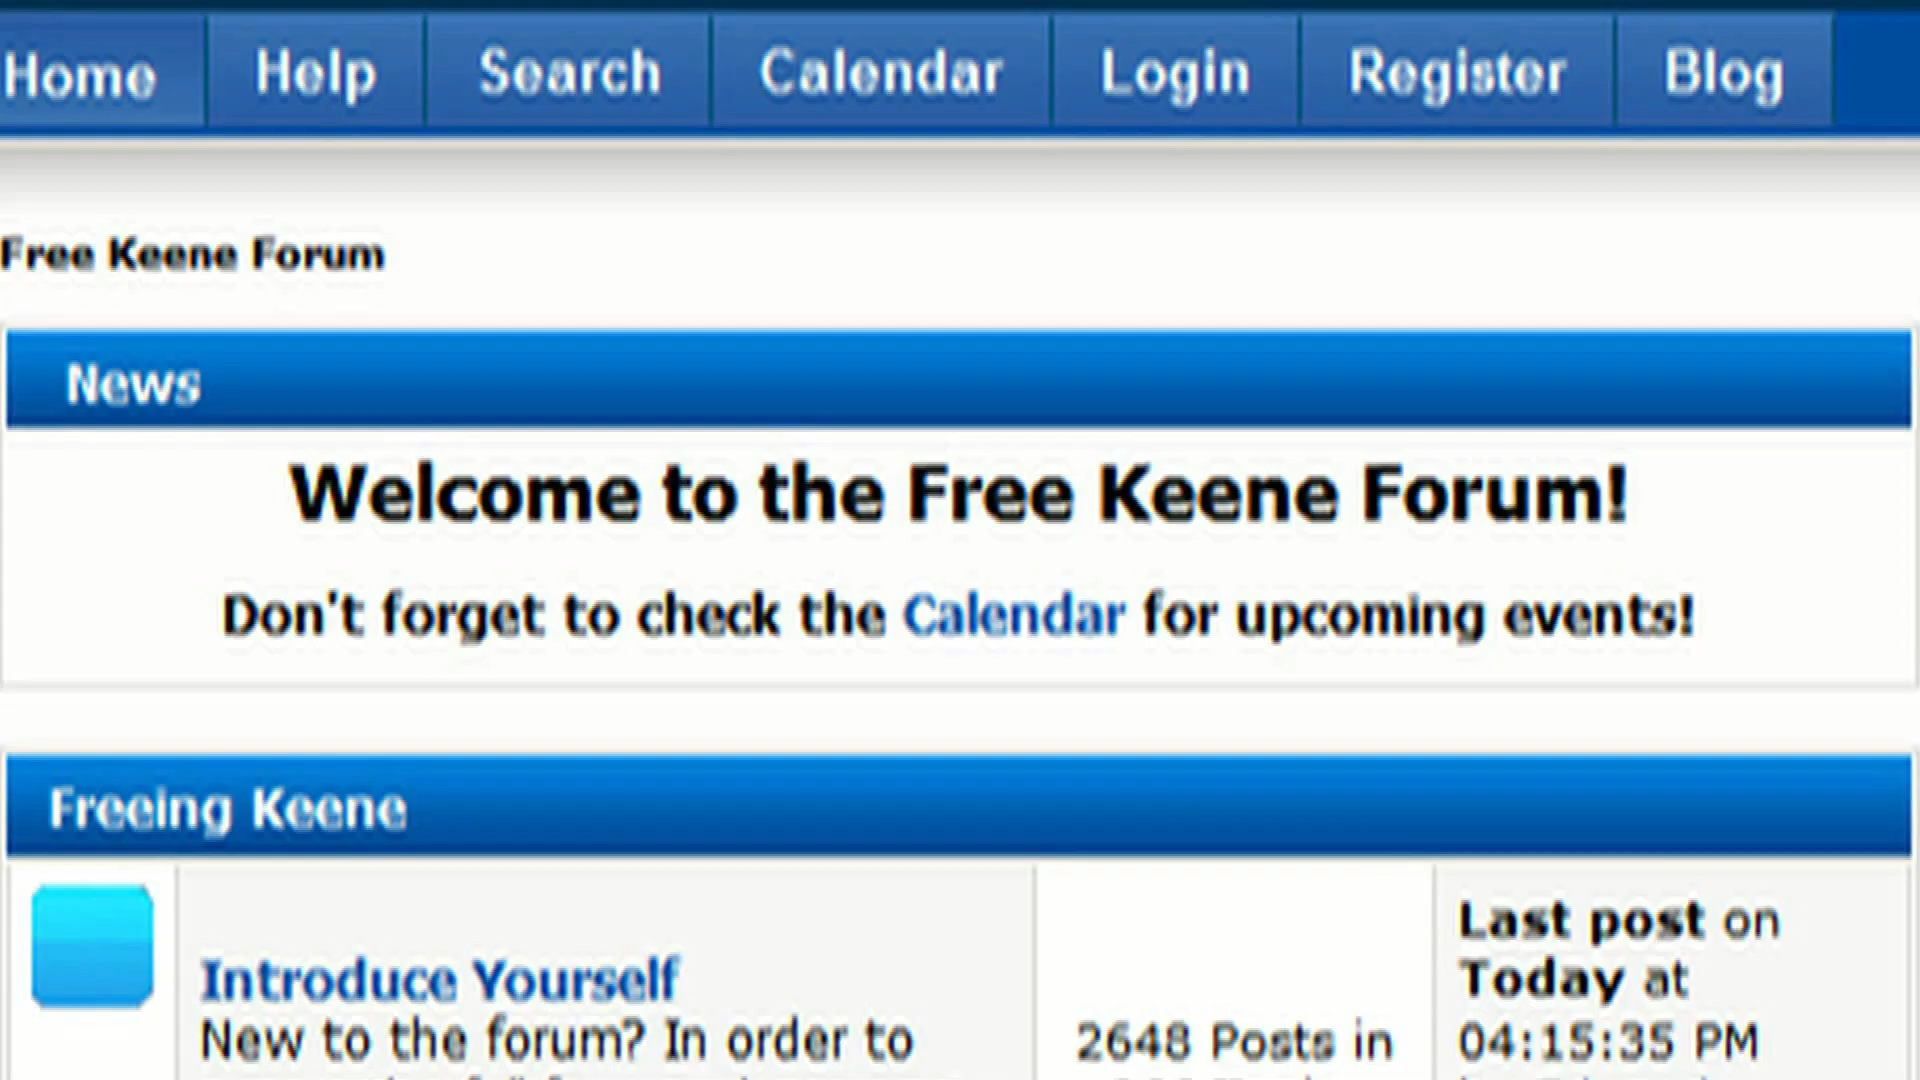 Home Help Search Calendar Login Register Blog
Free Keene Forum
News
Welcome to the Free Keene Forum!
Don't forget to check the Calendar for upcoming events!
Freeing Keene
Introduce Yourself
New to the forum? In order to
2648 Posts in
Last post on
Today at
04:15:35 PM